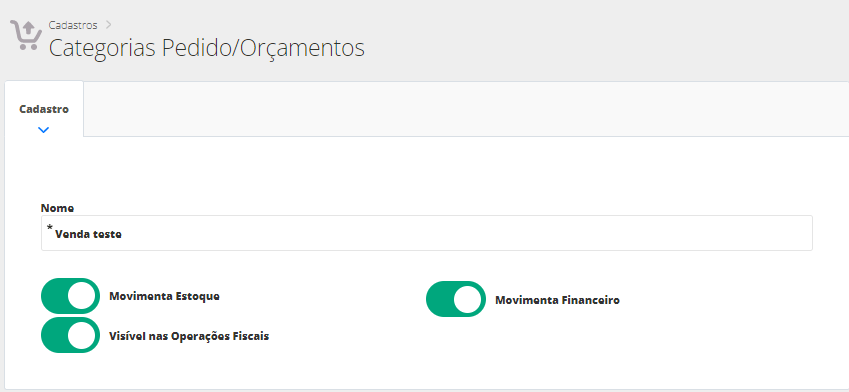 Cadastros
Categorias Pedido/Orçamentos
Cadastro
Nome
* Venda teste
Movimenta Estoque
Movimenta Financeiro
Visível nas Operações Fiscais